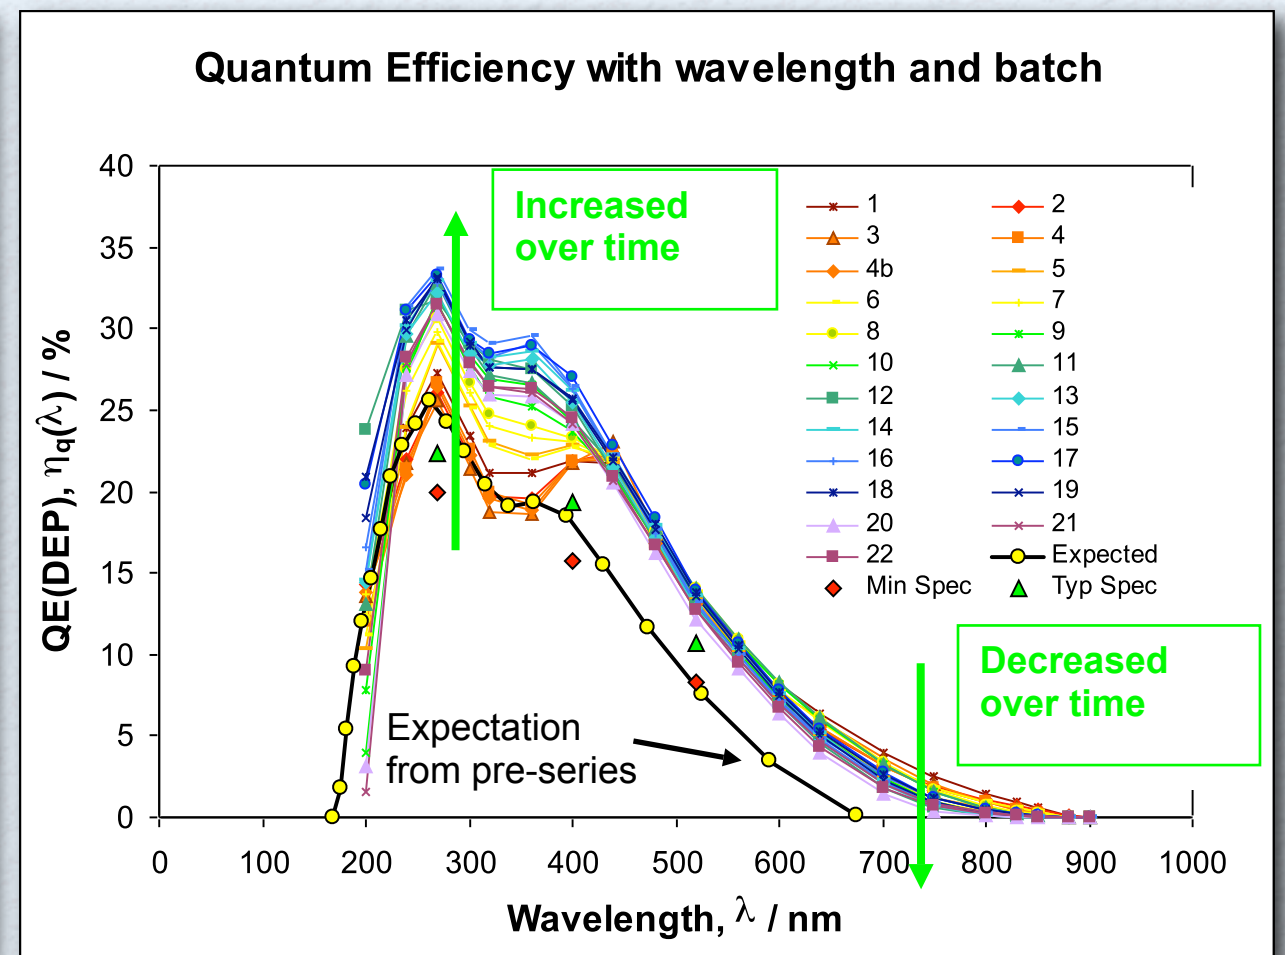 Quantum Efficiency with wavelength and batch
QE(DEP), ηq(λ) / %
40
35
30
25
20
15
10
5
0
Increased
over time
1 2
3 4
4b 5
6 7
8 9
10 11
12 13
14 15
16 17
18 19
20 21
22 Expected
Min Spec Typ Spec
Decreased
over time
Expectation
from pre-series
0 100 200 300 400 500 600 700 800 900 1000
Wavelength, λ / nm